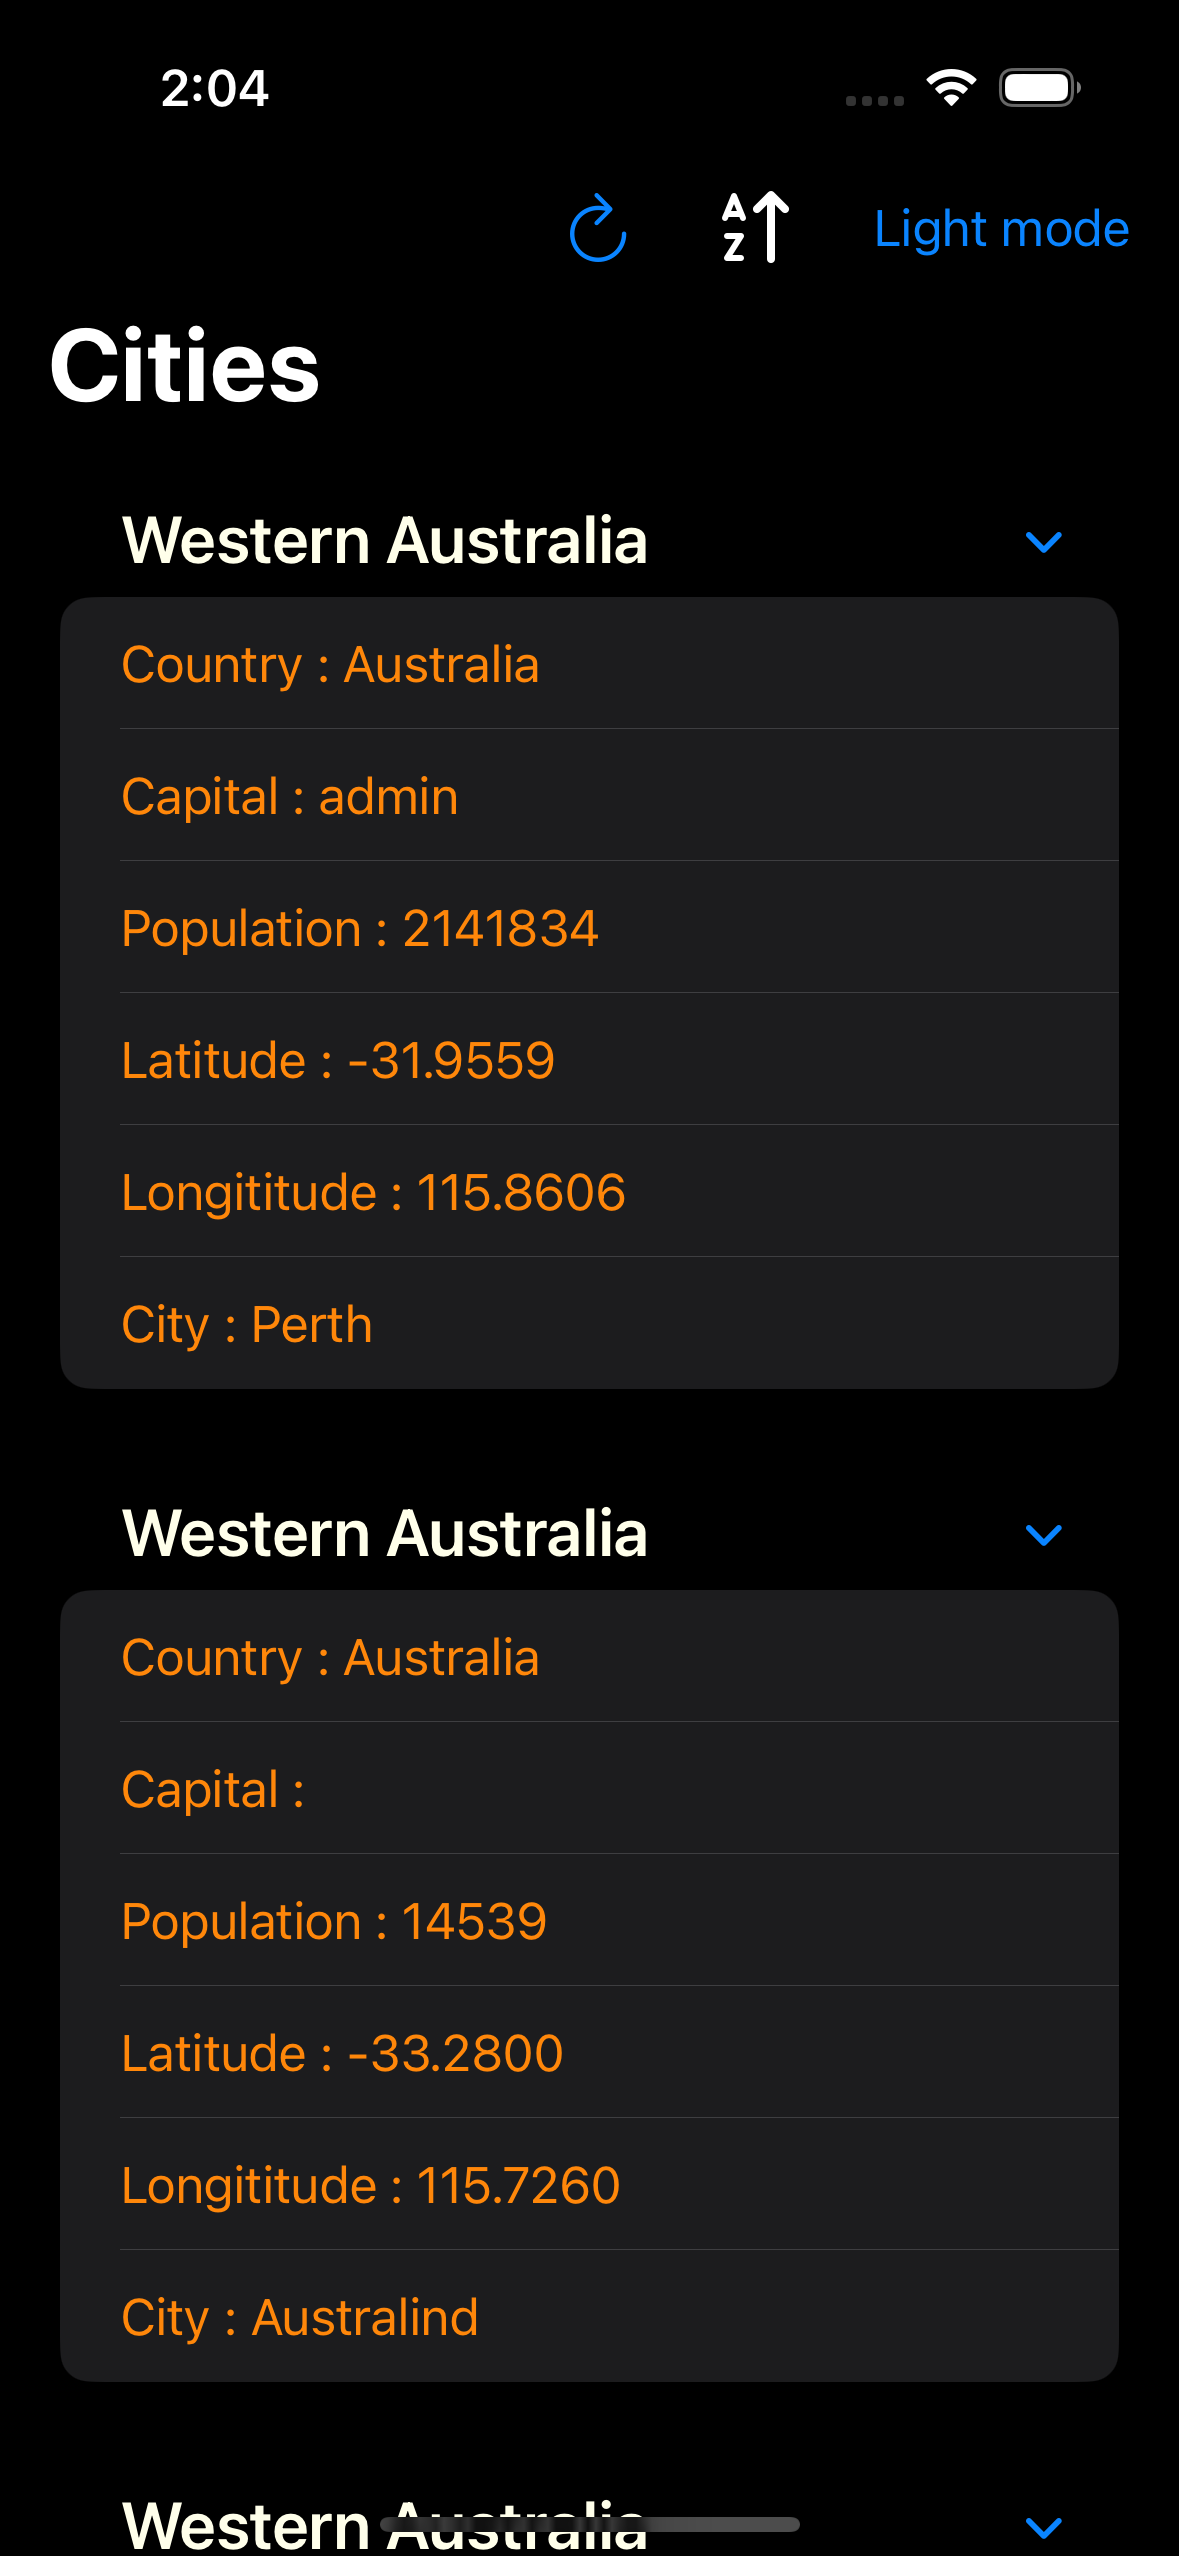 2:04
A
Z
Light mode
Cities
Western Australia
Country : Australia
Capital : admin
Population : 2141834
Latitude : -31.9559
Longititude : 115.8606
City : Perth
Western Australia
Country : Australia
Capital :
Population : 14539
Latitude : -33.2800
Longititude : 115.7260
City : Australind
Western Australia